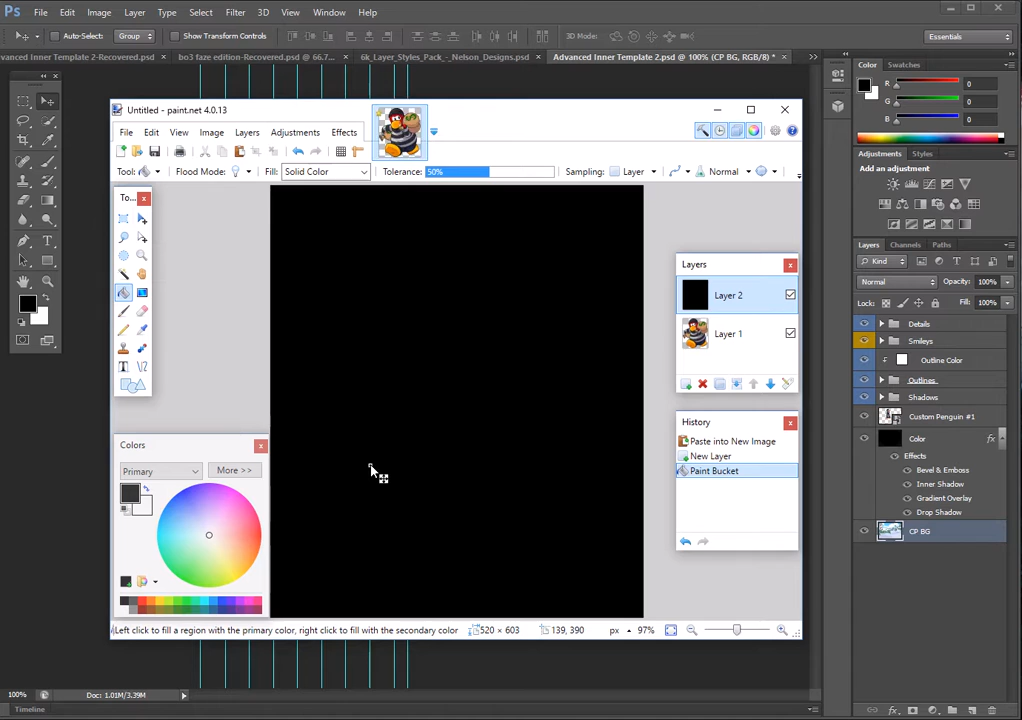 Ps File Edit Image Layer Type Select Filter 3D View Window Help
Auto-Select: Group Show Transform Controls 3D Mode: Essentials
Advanced Inner Template 2-Recovered.psd × bo3 faze edition-Recovered.psd @ 66.7... × 6k_Layer_Styles_Pack_-_Nelson_Designs.psd × Advanced Inner Template 2.psd @ 100% (CP BG, RGB/8) * ×
Color Swatches
R 0
G 0
B 0
Adjustments Styles
Add an adjustment
Layers Channels Paths
Kind
Normal Opacity: 100%
Lock: Fill: 100%
Details
Smileys
Outline Color
Outlines
Shadows
Custom Penguin #1
Color fx
Effects
Bevel & Emboss
Inner Shadow
Gradient Overlay
Drop Shadow
CP BG
Untitled - paint.net 4.0.13
File Edit View Image Layers Adjustments Effects
Tool: Flood Mode: Fill: Solid Color Tolerance: 50% Sampling: Layer Normal
To... x
Layers x
Layer 2
Layer 1
History x
Paste into New Image
New Layer
Paint Bucket
Colors x
Primary More >>
Left click to fill a region with the primary color, right click to fill with the secondary color 520 × 603 139, 390 px 97%
100% Doc: 1.01M/3.39M
Timeline